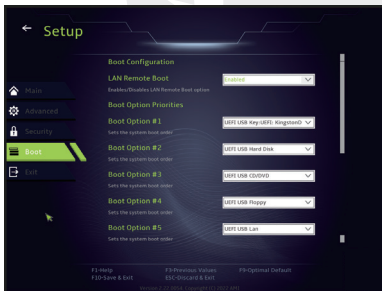 Setup
Boot Configuration
LAN Remote Boot
Enabled
Enables/Disables LAN Remote Boot option
Main
Boot Option Priorities
Advanced
Boot Option #1
UEFI USB Key:UEFI: KingstonD
Sets the system boot order
Security
Boot Option #2
UEFI USB Hard Disk
Sets the system boot order
Boot
Boot Option #3
UEFI USB CD/DVD
Sets the system boot order
Exit
Boot Option #4
UEFI USB Floppy
Sets the system boot order
Boot Option #5
UEFI USB Lan
Sets the system boot order
F1-Help
F3-Previous Values
F9-Optimal Default
F10-Save & Exit
ESC-Discard & Exit